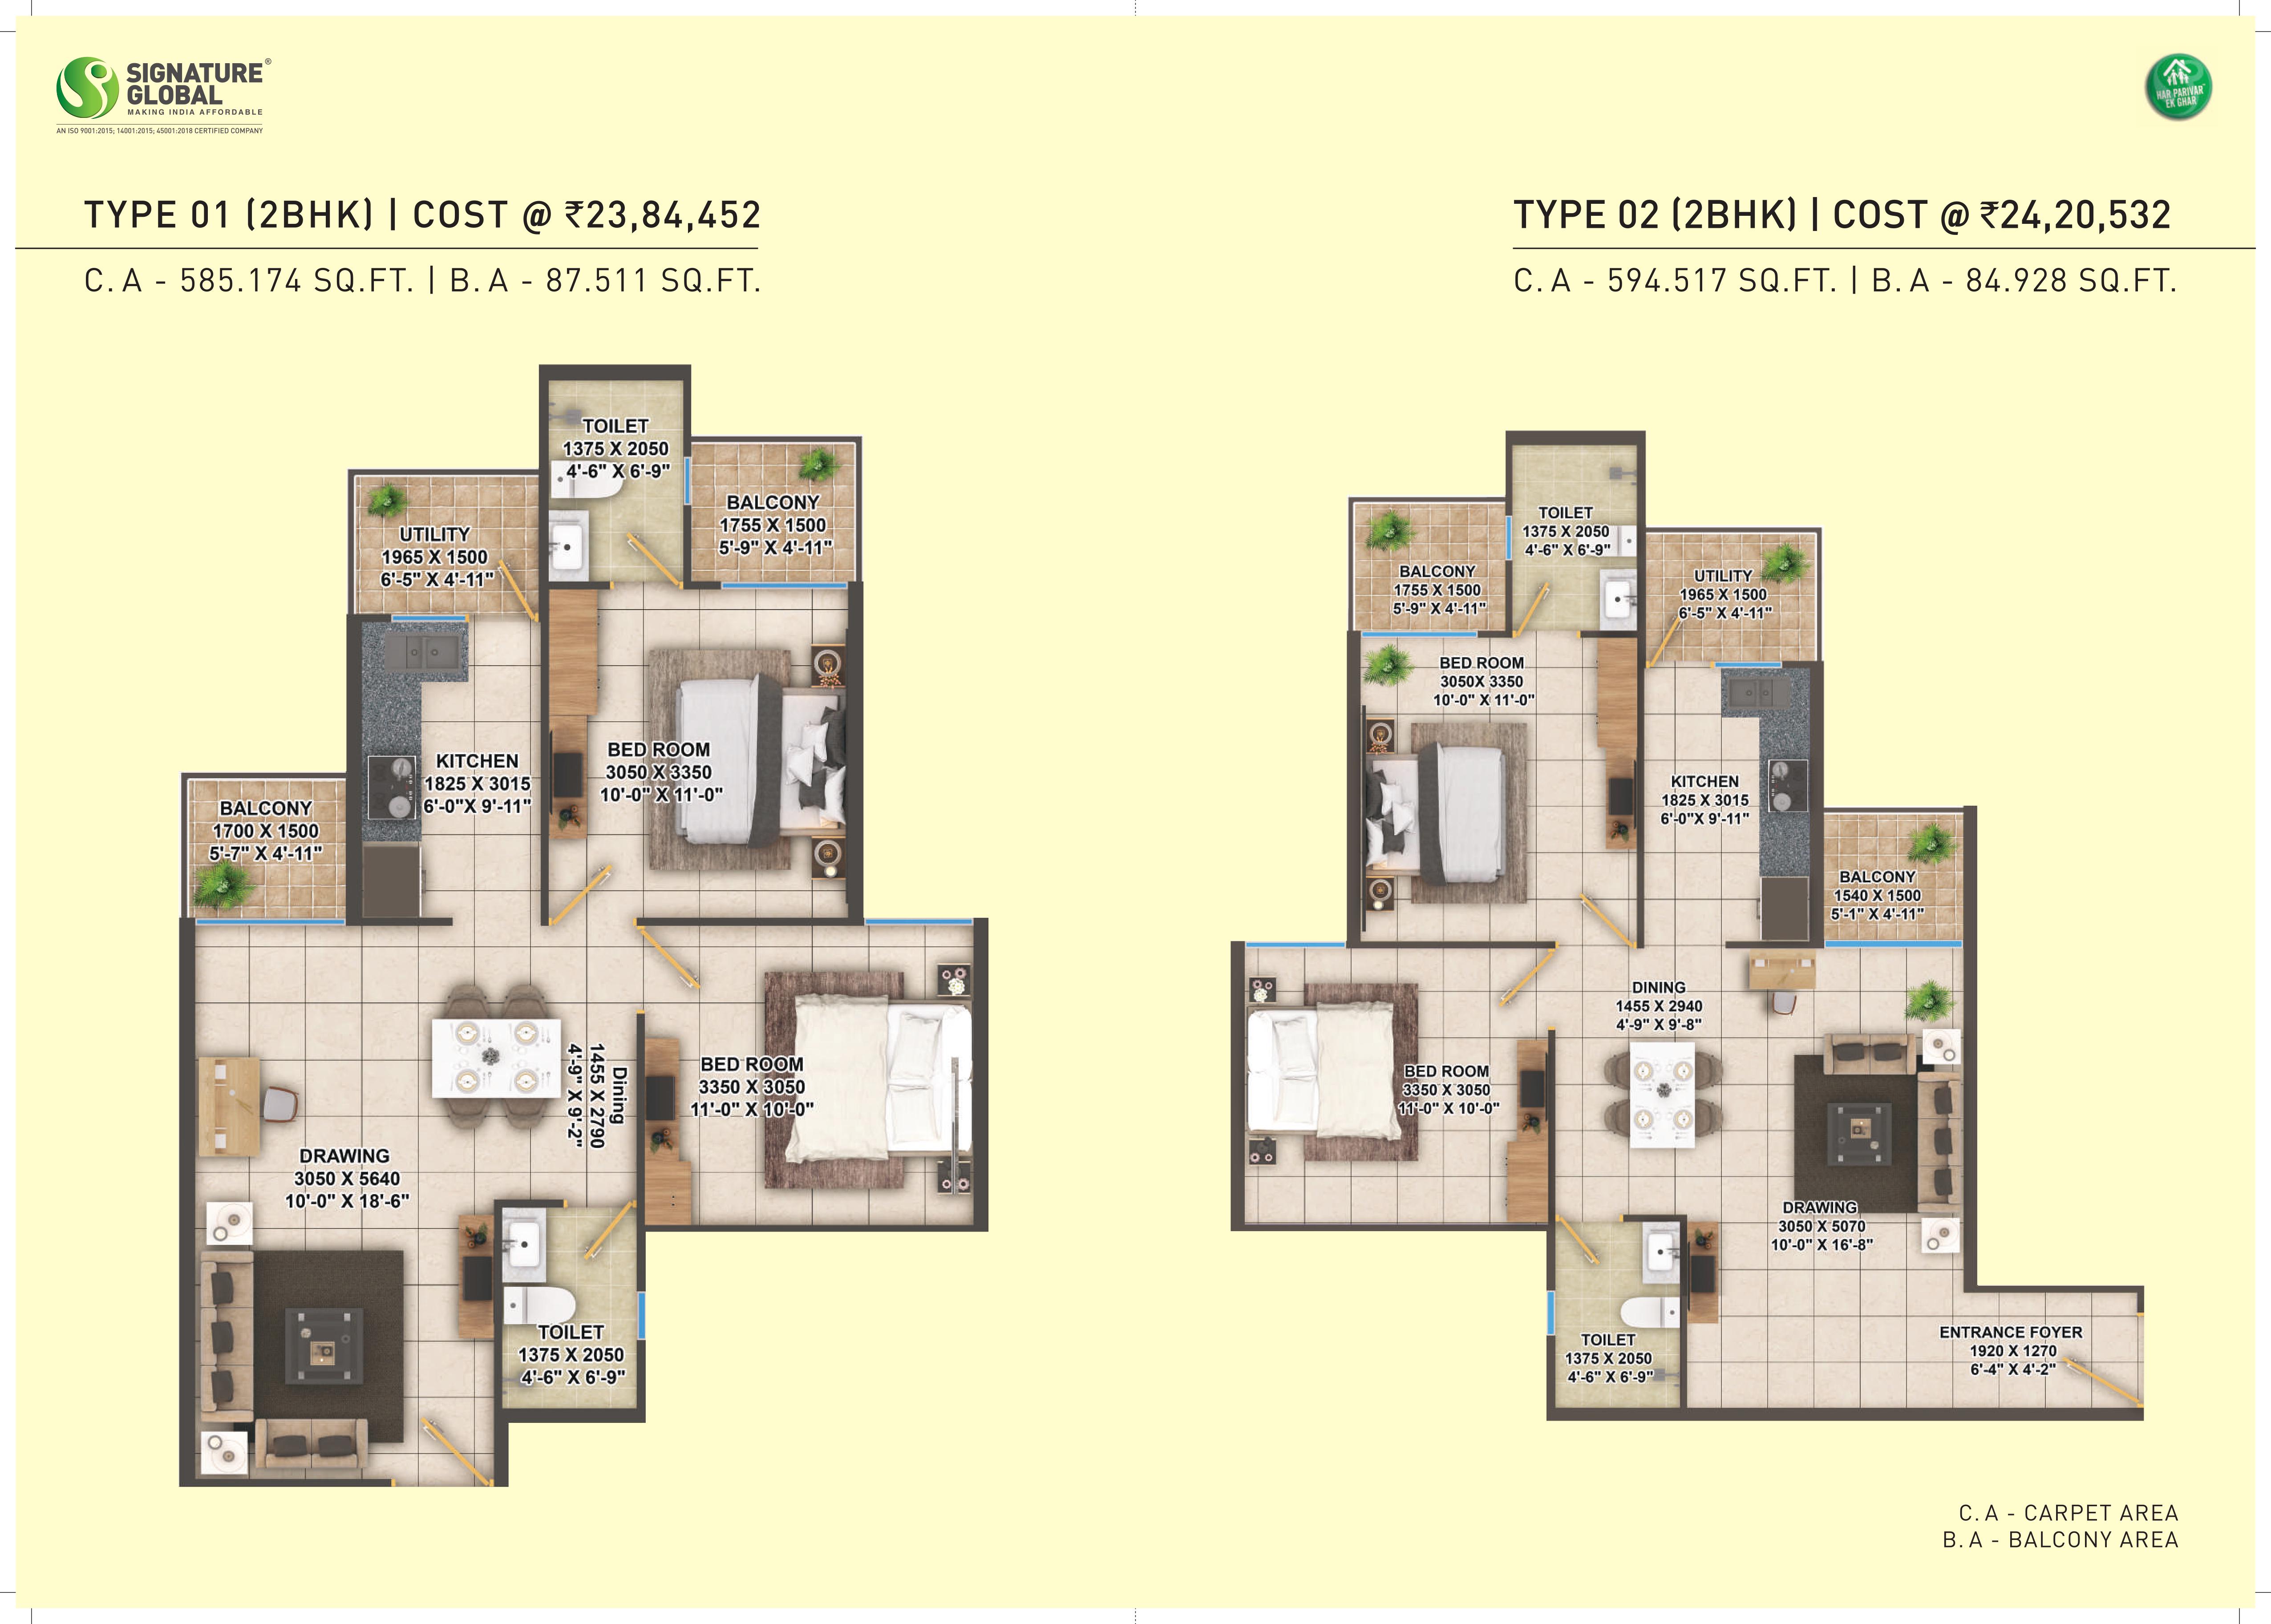 SIGNATURE®
GLOBAL
MAKING INDIA AFFORDABLE
AN ISO 9001:2015; 14001:2015; 45001:2018 CERTIFIED COMPANY
HAR PARIVAR
EK GHAR
TYPE 01 (2BHK) | COST @ ₹23,84,452
C. A - 585.174 SQ.FT. | B. A - 87.511 SQ.FT.
TOILET
1375 X 2050
4'-6" X 6'-9"
BALCONY
1755 X 1500
5'-9" X 4'-11"
UTILITY
1965 X 1500
6'-5" X 4'-11"
KITCHEN
1825 X 3015
6'-0"X 9'-11"
BED ROOM
3050 X 3350
10'-0" X 11'-0"
BALCONY
1700 X 1500
5'-7" X 4'-11"
Dining
1455 X 2790
4'-9" X 9'-2"
BED ROOM
3350 X 3050
11'-0" X 10'-0"
DRAWING
3050 X 5640
10'-0" X 18'-6"
TOILET
1375 X 2050
4'-6" X 6'-9"
TYPE 02 (2BHK) | COST @ ₹24,20,532
C. A - 594.517 SQ.FT. | B. A - 84.928 SQ.FT.
TOILET
1375 X 2050
4'-6" X 6'-9"
BALCONY
1755 X 1500
5'-9" X 4'-11"
UTILITY
1965 X 1500
6'-5" X 4'-11"
BED ROOM
3050X 3350
10'-0" X 11'-0"
KITCHEN
1825 X 3015
6'-0"X 9'-11"
BALCONY
1540 X 1500
5'-1" X 4'-11"
DINING
1455 X 2940
4'-9" X 9'-8"
BED ROOM
3350 X 3050
11'-0" X 10'-0"
DRAWING
3050 X 5070
10'-0" X 16'-8"
TOILET
1375 X 2050
4'-6" X 6'-9"
ENTRANCE FOYER
1920 X 1270
6'-4" X 4'-2"
C. A - CARPET AREA
B. A - BALCONY AREA